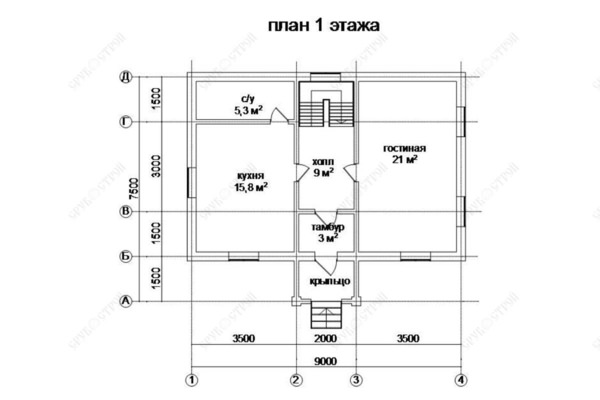 план 1 этажа
Д
Г
В
Б
А
1500
3000
1500
1500
7500
с/у
5,3 м²
кухня
15,8 м²
холл
9 м²
гостиная
21 м²
тамбур
3 м²
крыльцо
3500
2000
3500
9000
1
2
3
4